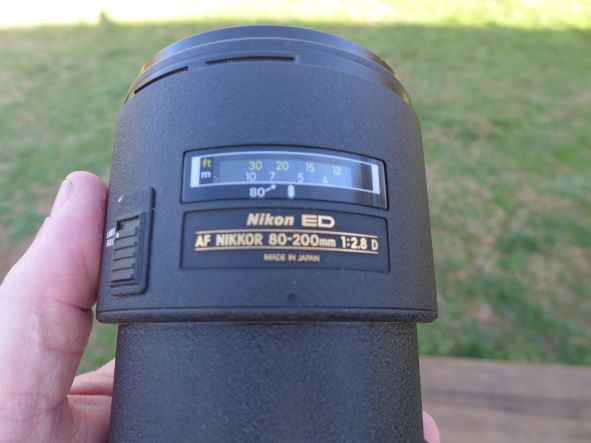 ft 30 20 15 12
m 10 7 5 4
80
Nikon ED
AF NIKKOR 80-200mm 1:2.8 D
MADE IN JAPAN